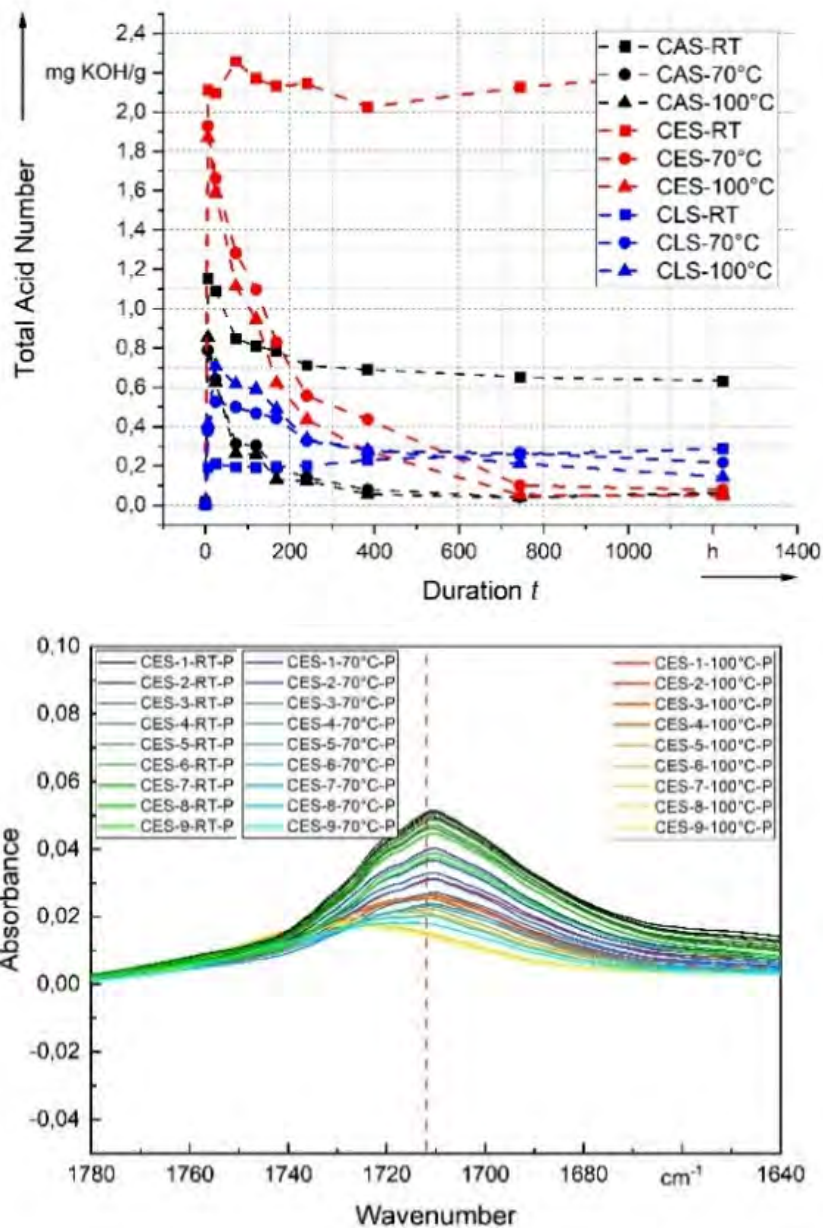 2,4
mg KOH/g
2,0
1,8
1,6
1,4
1,2
1,0
0,8
0,6
0,4
0,2
0,0
Total Acid Number
CAS-RT
CAS-70°C
CAS-100°C
CES-RT
CES-70°C
CES-100°C
CLS-RT
CLS-70°C
CLS-100°C
0 200 400 600 800 1000 h 1400
Duration t
0,10
0,08
0,06
0,04
0,02
0,00
-0,02
-0,04
Absorbance
CES-1-RT-P
CES-2-RT-P
CES-3-RT-P
CES-4-RT-P
CES-5-RT-P
CES-6-RT-P
CES-7-RT-P
CES-8-RT-P
CES-9-RT-P
CES-1-70°C-P
CES-2-70°C-P
CES-3-70°C-P
CES-4-70°C-P
CES-5-70°C-P
CES-6-70°C-P
CES-7-70°C-P
CES-8-70°C-P
CES-9-70°C-P
CES-1-100°C-P
CES-2-100°C-P
CES-3-100°C-P
CES-4-100°C-P
CES-5-100°C-P
CES-6-100°C-P
CES-7-100°C-P
CES-8-100°C-P
CES-9-100°C-P
1780 1760 1740 1720 1700 1680 cm⁻¹ 1640
Wavenumber